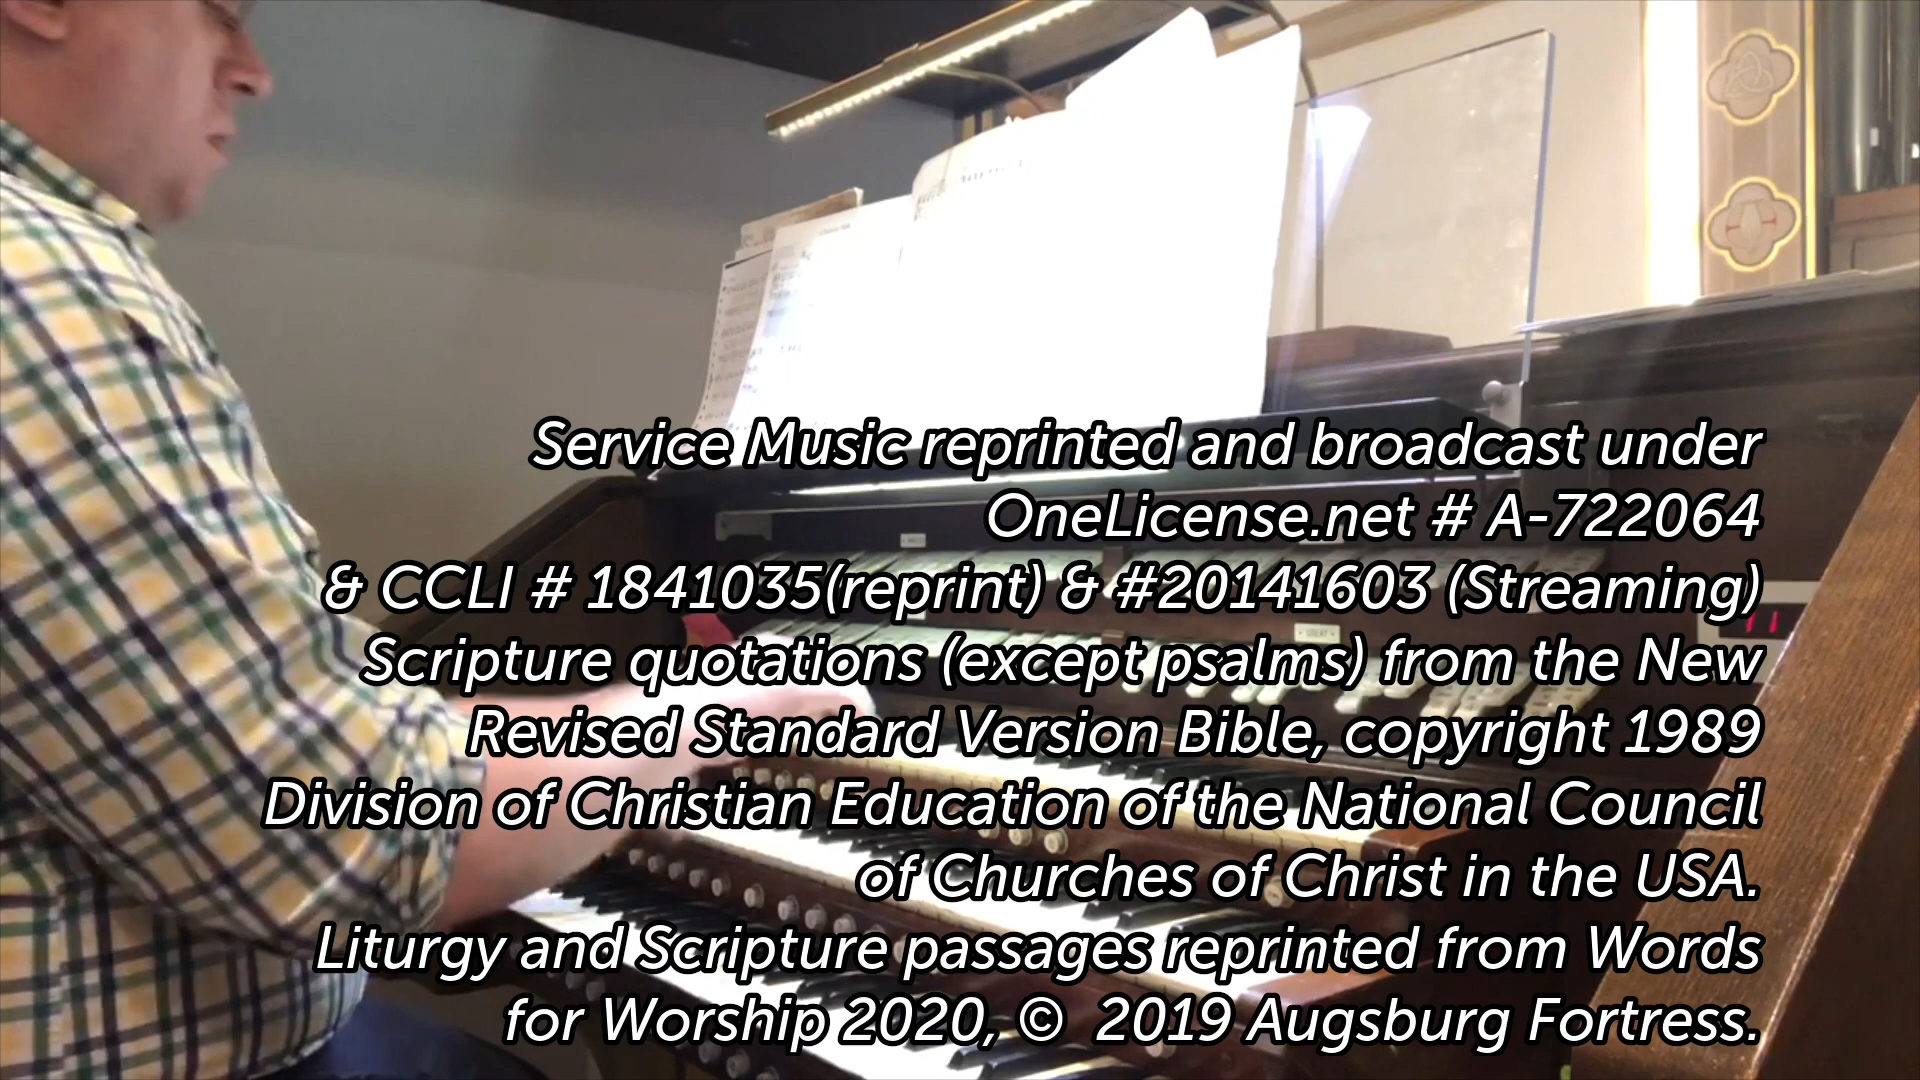 Service Music reprinted and broadcast under
OneLicense.net # A-722064
& CCLI # 1841035(reprint) & #20141603 (Streaming)
Scripture quotations (except psalms) from the New
Revised Standard Version Bible, copyright 1989
Division of Christian Education of the National Council
of Churches of Christ in the USA.
Liturgy and Scripture passages reprinted from Words
for Worship 2020, ©  2019 Augsburg Fortress.
11